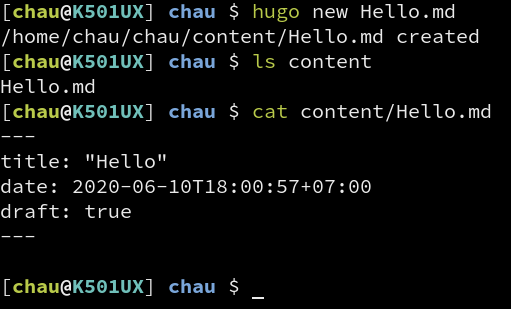 [chau@K501UX] chau $ hugo new Hello.md
/home/chau/chau/content/Hello.md created
[chau@K501UX] chau $ ls content
Hello.md
[chau@K501UX] chau $ cat content/Hello.md
---
title: "Hello"
date: 2020-06-10T18:00:57+07:00
draft: true
---

[chau@K501UX] chau $ _